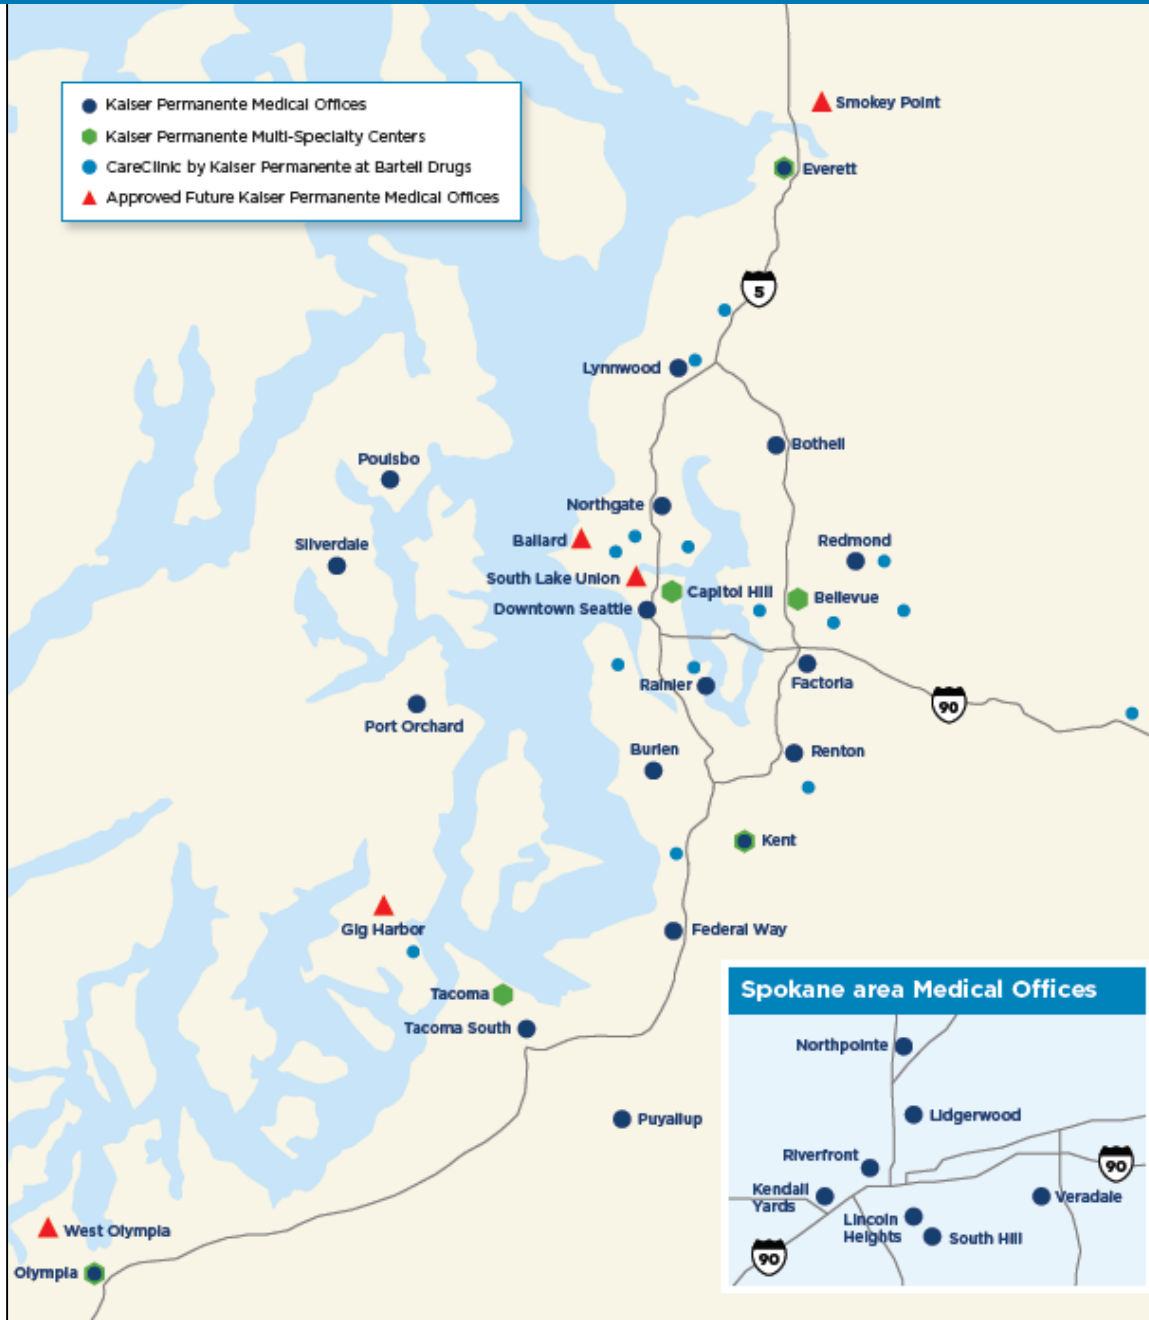 Kaiser Permanente Medical Offices
Kaiser Permanente Multi-Specialty Centers
CareClinic by Kaiser Permanente at Bartell Drugs
Approved Future Kaiser Permanente Medical Offices
Smokey Point
Everett
5
Lynnwood
Bothell
Poulsbo
Northgate
Ballard
Silverdale
Redmond
South Lake Union
Capitol Hill
Bellevue
Downtown Seattle
Rainier
Factoria
90
Port Orchard
Burien
Renton
Kent
Gig Harbor
Federal Way
Tacoma
Tacoma South
Puyallup
West Olympia
Olympia
Spokane area Medical Offices
Northpointe
Lidgerwood
Riverfront
90
Kendall
Yards
Veradale
Lincoln
Heights
South Hill
90